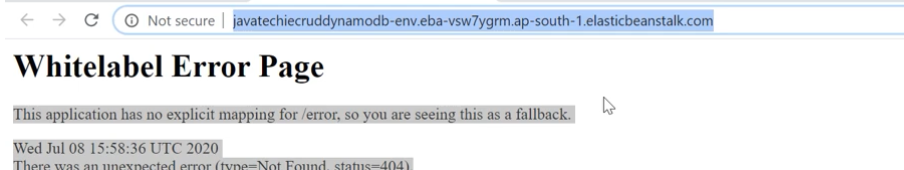 Not secure | javatechiecruddynamodb-env.eba-vsw7ygrm.ap-south-1.elasticbeanstalk.com
Whitelabel Error Page
This application has no explicit mapping for /error, so you are seeing this as a fallback.
Wed Jul 08 15:58:36 UTC 2020
There was an unexpected error (type=Not Found, status=404)